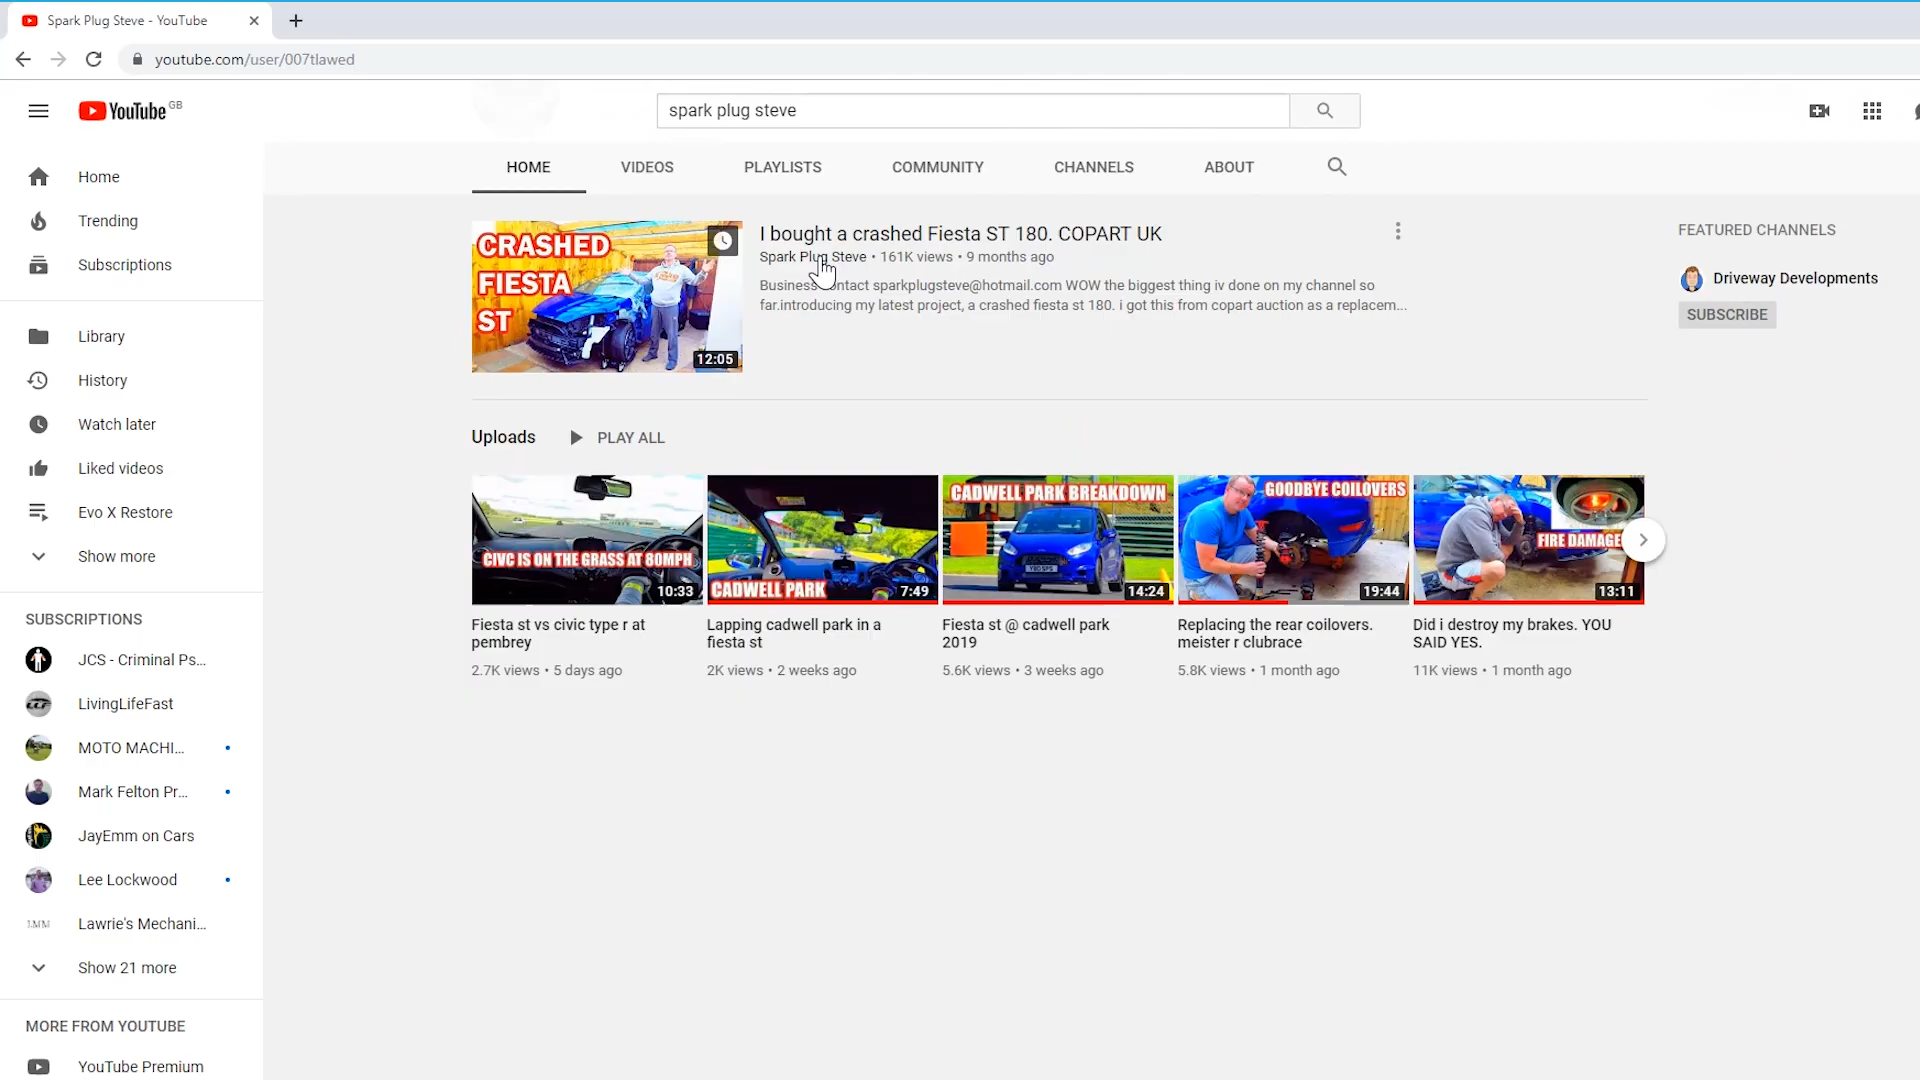 Spark Plug Steve - YouTube
youtube.com/user/007tlawed
YouTube GB
spark plug steve
HOME VIDEOS PLAYLISTS COMMUNITY CHANNELS ABOUT
Home
Trending
Subscriptions
Library
History
Watch later
Liked videos
Evo X Restore
Show more
SUBSCRIPTIONS
JCS - Criminal Ps...
LivingLifeFast
MOTO MACHI...
Mark Felton Pr...
JayEmm on Cars
Lee Lockwood
LMM
Lawrie's Mechani...
Show 21 more
MORE FROM YOUTUBE
YouTube Premium
CRASHED
FIESTA
ST
12:05
I bought a crashed Fiesta ST 180. COPART UK
Spark Plug Steve • 161K views • 9 months ago
Business contact sparkplugsteve@hotmail.com WOW the biggest thing iv done on my channel so
far.introducing my latest project, a crashed fiesta st 180. i got this from copart auction as a replacem...
FEATURED CHANNELS
Driveway Developments
SUBSCRIBE
Uploads PLAY ALL
CIVC IS ON THE GRASS AT 80MPH
10:33
Fiesta st vs civic type r at
pembrey
2.7K views • 5 days ago
CADWELL PARK
7:49
Lapping cadwell park in a
fiesta st
2K views • 2 weeks ago
CADWELL PARK BREAKDOWN
14:24
Fiesta st @ cadwell park
2019
5.6K views • 3 weeks ago
GOODBYE COILOVERS
19:44
Replacing the rear coilovers.
meister r clubrace
5.8K views • 1 month ago
FIRE DAMAGE
13:11
Did i destroy my brakes. YOU
SAID YES.
11K views • 1 month ago